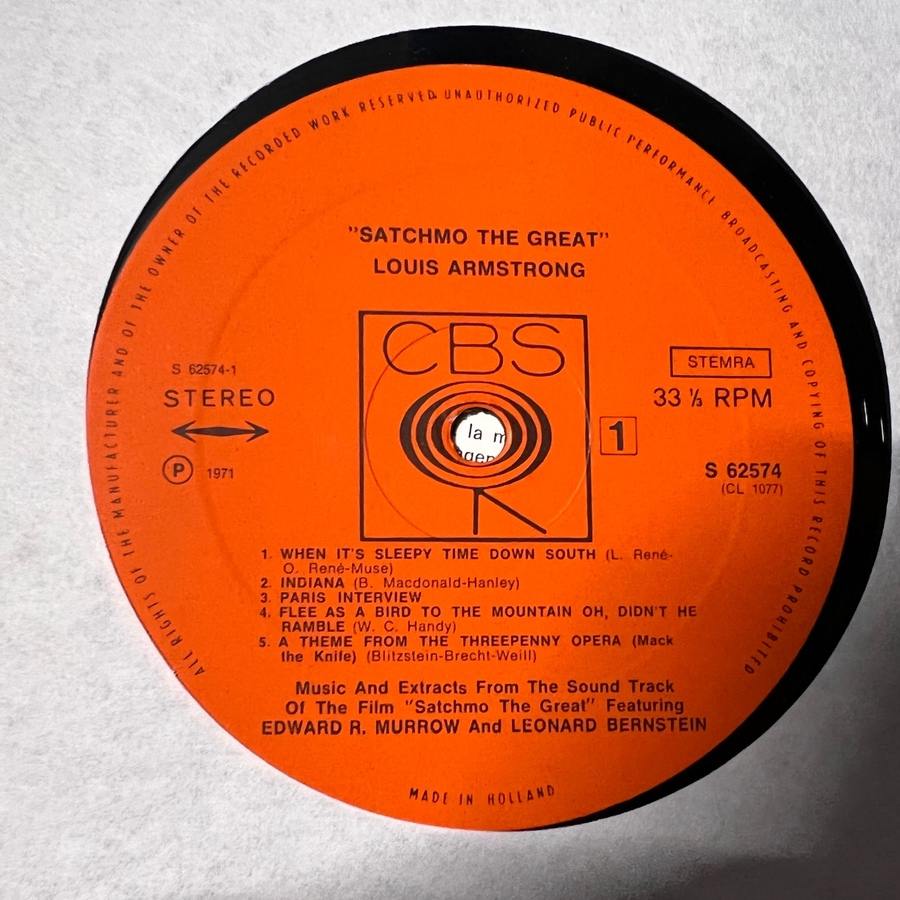 ALL RIGHTS OF THE MANUFACTURER AND OF THE OWNER OF THE RECORDED WORK RESERVED. UNAUTHORIZED PUBLIC PERFORMANCE BROADCASTING AND COPYING OF THIS RECORD PROHIBITED
"SATCHMO THE GREAT"
LOUIS ARMSTRONG
CBS
S 62574-1
STEREO
P 1971
la m
agen
1
STEMRA
33 ⅓ RPM
S 62574
(CL 1077)
1. WHEN IT'S SLEEPY TIME DOWN SOUTH (L. René-
O. René-Muse)
2. INDIANA (B. Macdonald-Hanley)
3. PARIS INTERVIEW
4. FLEE AS A BIRD TO THE MOUNTAIN OH, DIDN'T HE
RAMBLE (W. C. Handy)
5. A THEME FROM THE THREEPENNY OPERA (Mack
the Knife) (Blitzstein-Brecht-Weill)
Music And Extracts From The Sound Track
Of The Film "Satchmo The Great" Featuring
EDWARD R. MURROW And LEONARD BERNSTEIN
MADE IN HOLLAND